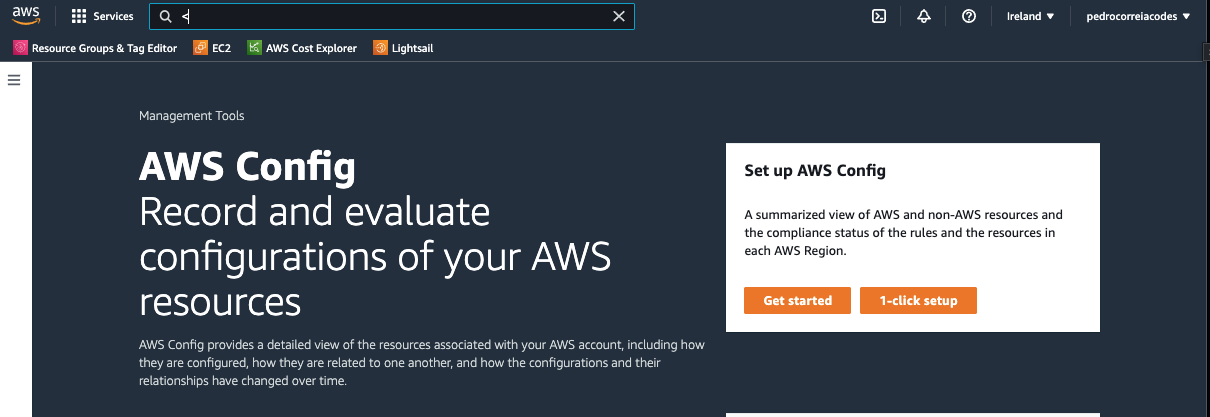 aws Services < Ireland pedrocorreiacodes
Resource Groups & Tag Editor EC2 AWS Cost Explorer Lightsail
Management Tools
AWS Config
Record and evaluate
configurations of your AWS
resources
AWS Config provides a detailed view of the resources associated with your AWS account, including how
they are configured, how they are related to one another, and how the configurations and their
relationships have changed over time.
Set up AWS Config
A summarized view of AWS and non-AWS resources and
the compliance status of the rules and the resources in
each AWS Region.
Get started 1-click setup